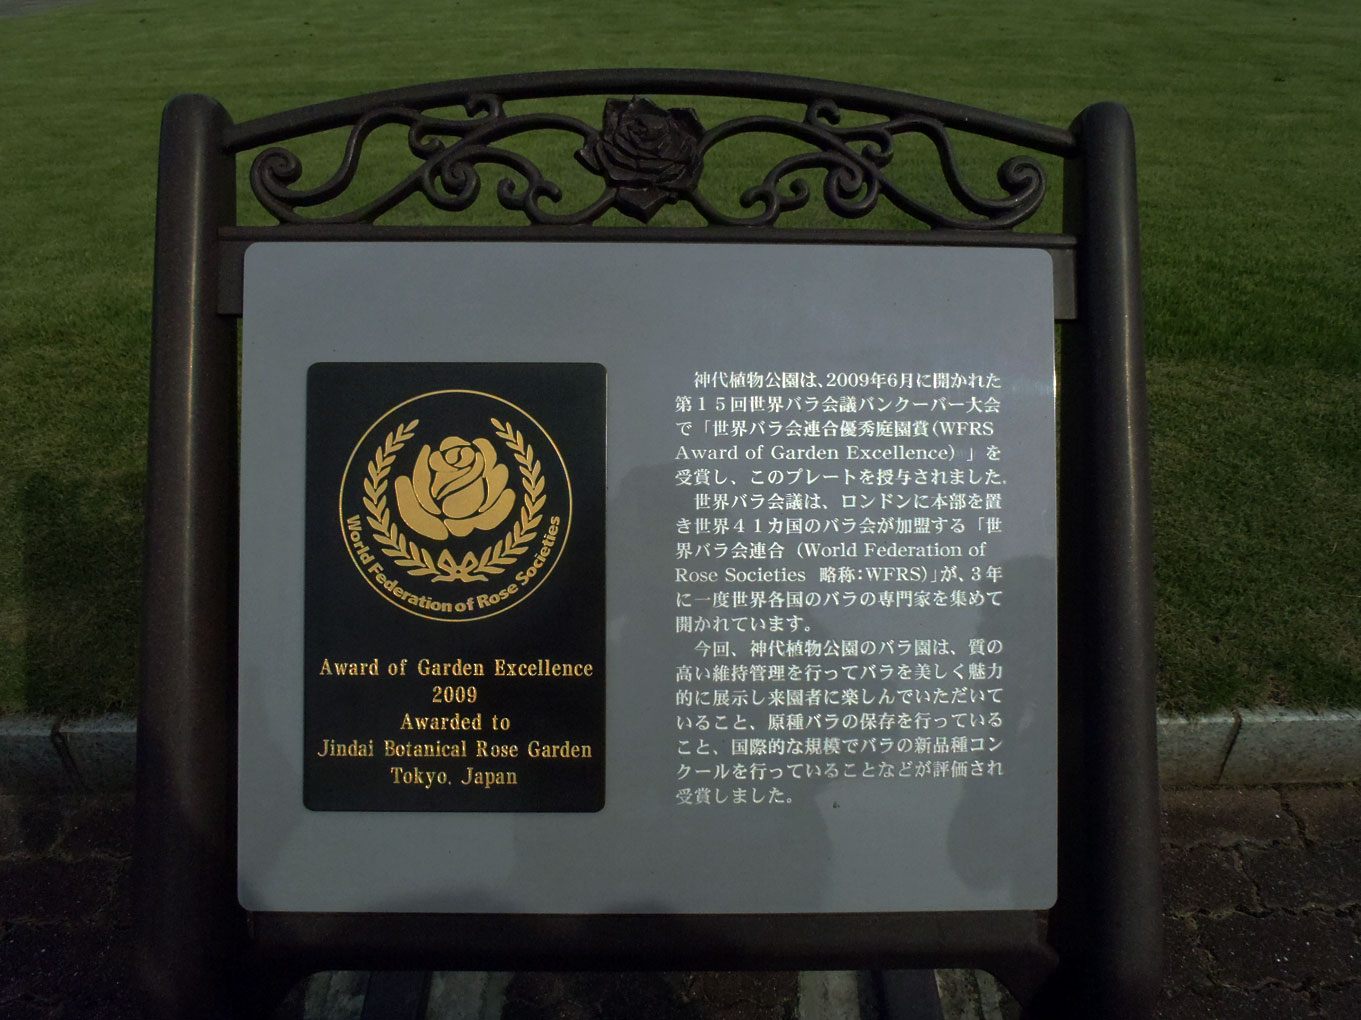 World Federation of Rose Societies
Award of Garden Excellence
2009
Awarded to
Jindai Botanical Rose Garden
Tokyo, Japan
神代植物公園は、2009年6月に開かれた
第１５回世界バラ会議バンクーバー大会
で「世界バラ会連合優秀庭園賞(WFRS
Award of Garden Excellence）」を
受賞し、このプレートを授与されました。
世界バラ会議は、ロンドンに本部を置
き世界４１カ国のバラ会が加盟する「世
界バラ会連合（World Federation of
Rose Societies　略称：WFRS）」が、３年
に一度世界各国のバラの専門家を集めて
開かれています。
今回、神代植物公園のバラ園は、質の
高い維持管理を行ってバラを美しく魅力
的に展示し来園者に楽しんでいただいて
いること、原種バラの保存を行っている
こと、国際的な規模でバラの新品種コン
クールを行っていることなどが評価され
受賞しました。